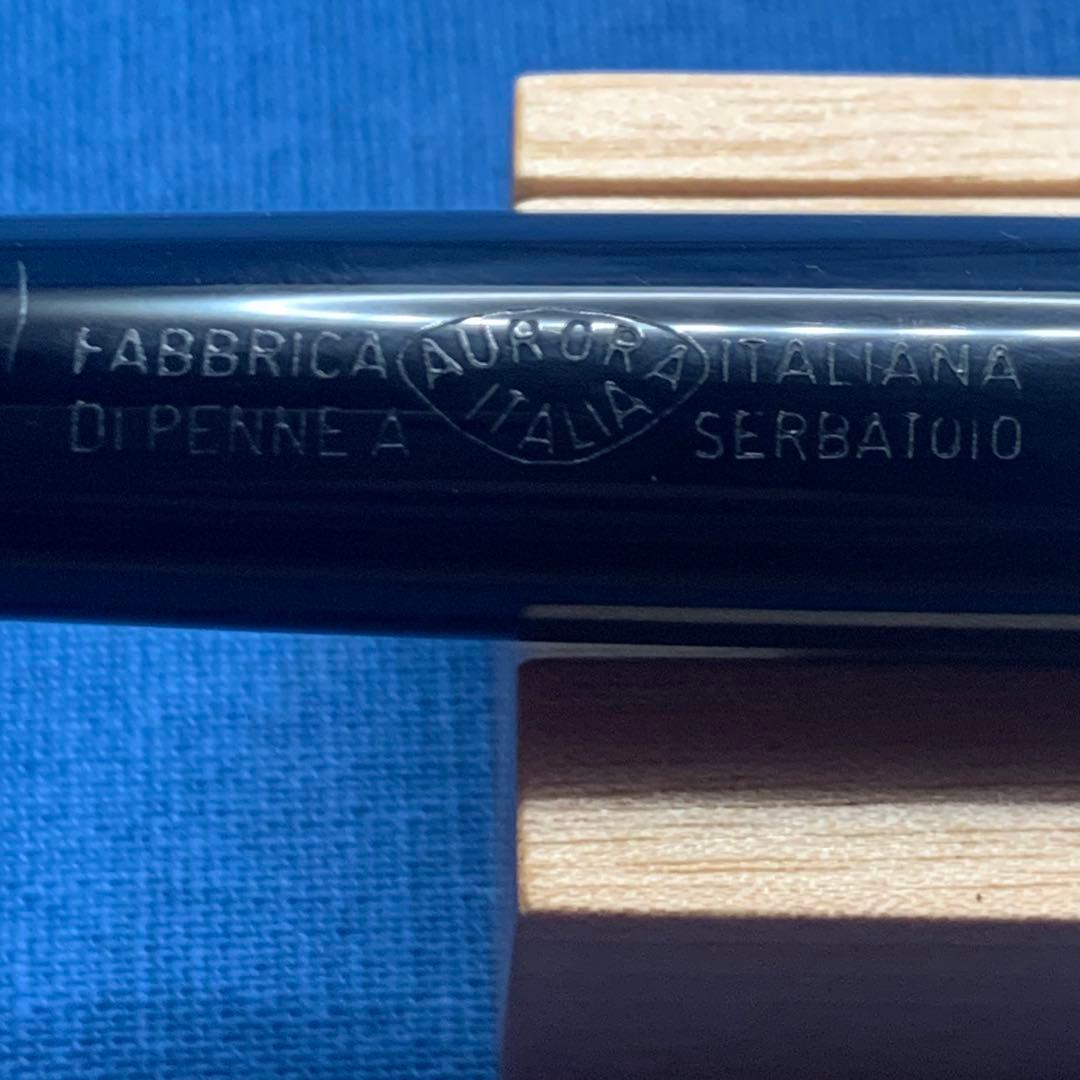 FABBRICA AURORA ITALIANA
DI PENNE A ITALIA SERBATOIO